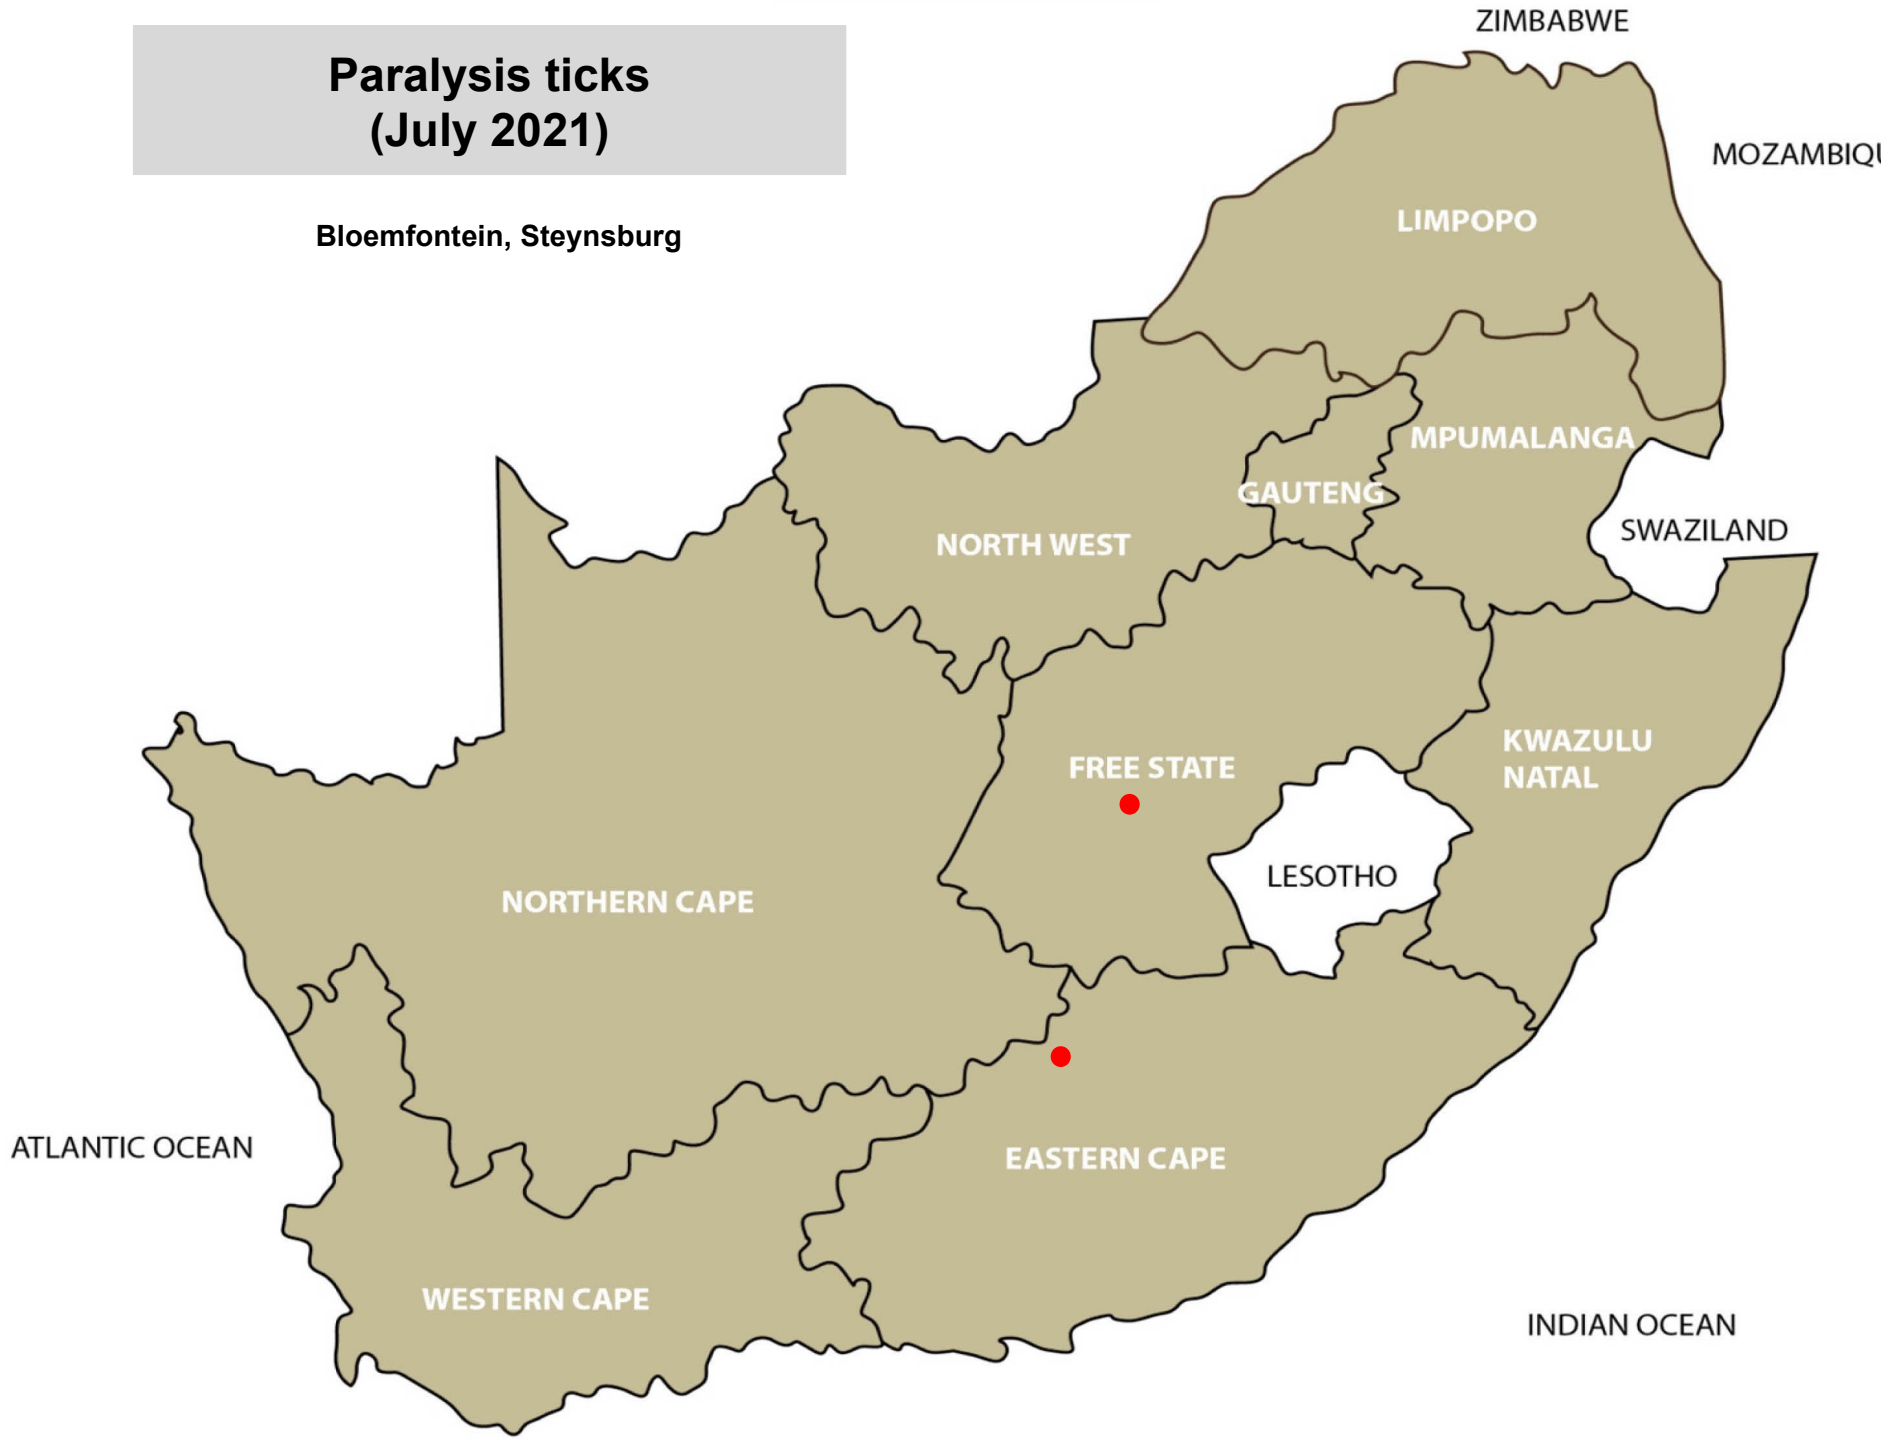 Paralysis ticks
(July 2021)
Bloemfontein, Steynsburg
ZIMBABWE
MOZAMBIQU
LIMPOPO
MPUMALANGA
GAUTENG
SWAZILAND
NORTH WEST
KWAZULU
NATAL
FREE STATE
LESOTHO
NORTHERN CAPE
ATLANTIC OCEAN
EASTERN CAPE
WESTERN CAPE
INDIAN OCEAN